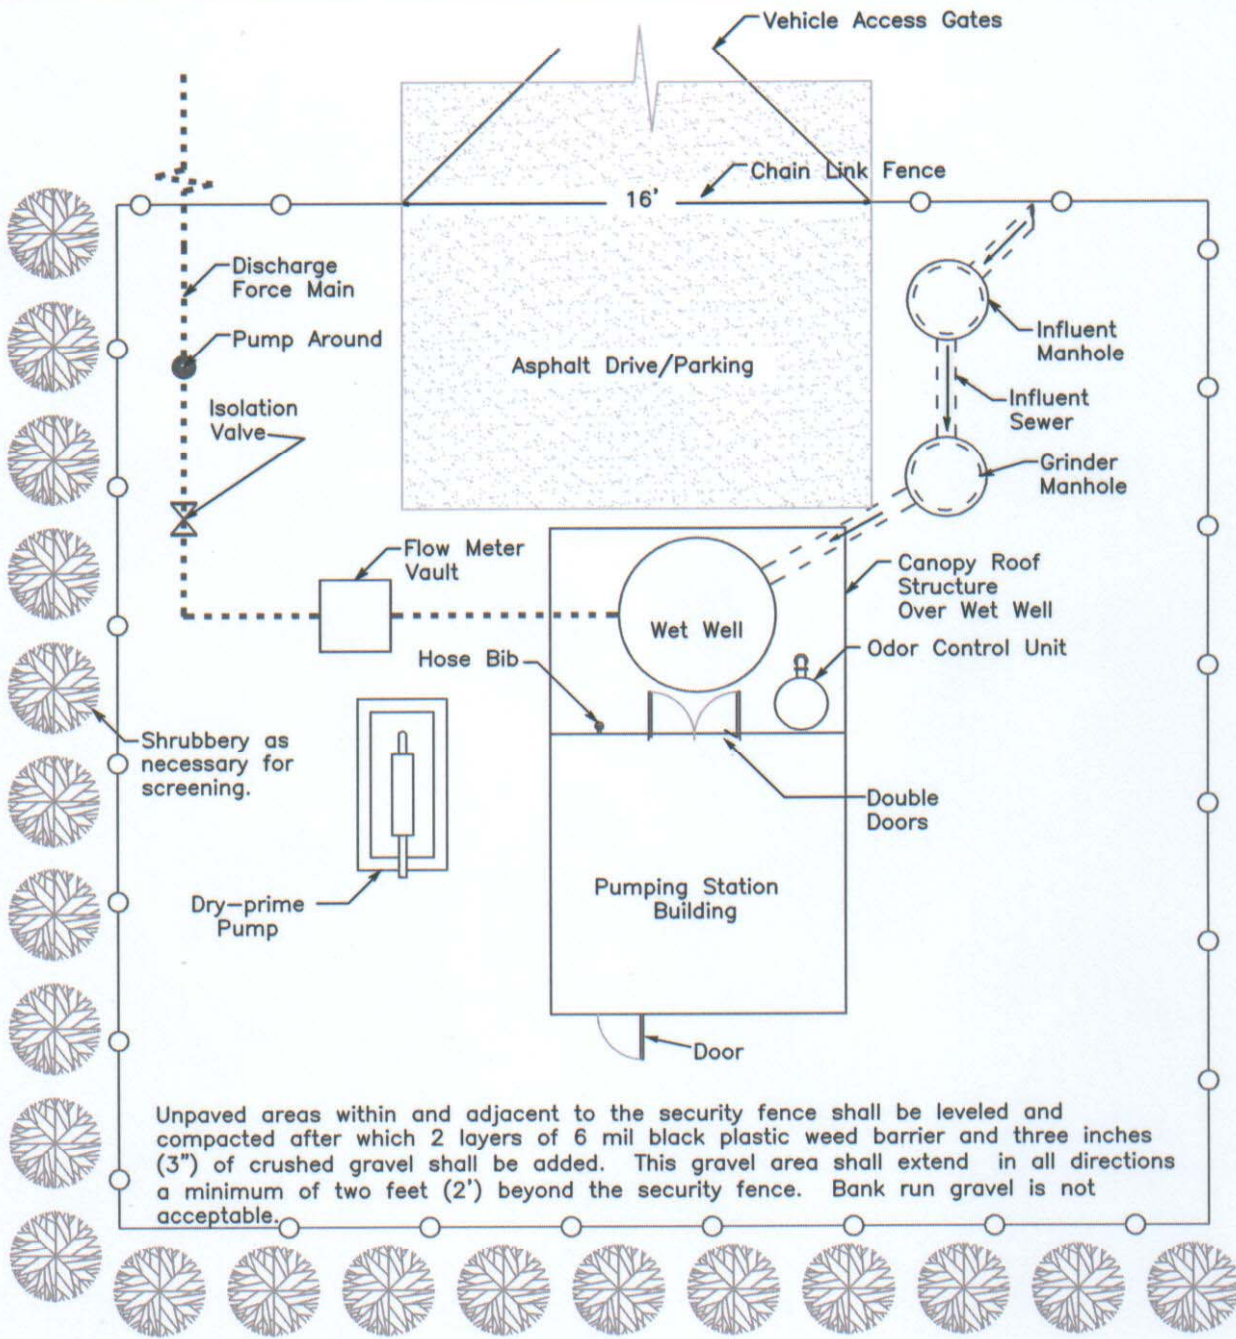 Vehicle Access Gates
Chain Link Fence
16'
Discharge
Force Main
Pump Around
Isolation
Valve
Asphalt Drive/Parking
Influent
Manhole
Influent
Sewer
Grinder
Manhole
Flow Meter
Vault
Canopy Roof
Structure
Over Wet Well
Wet Well
Hose Bib
Odor Control Unit
Shrubbery as
necessary for
screening.
Double
Doors
Dry-prime
Pump
Pumping Station
Building
Door
Unpaved areas within and adjacent to the security fence shall be leveled and
compacted after which 2 layers of 6 mil black plastic weed barrier and three inches
(3") of crushed gravel shall be added. This gravel area shall extend in all directions
a minimum of two feet (2') beyond the security fence. Bank run gravel is not
acceptable.